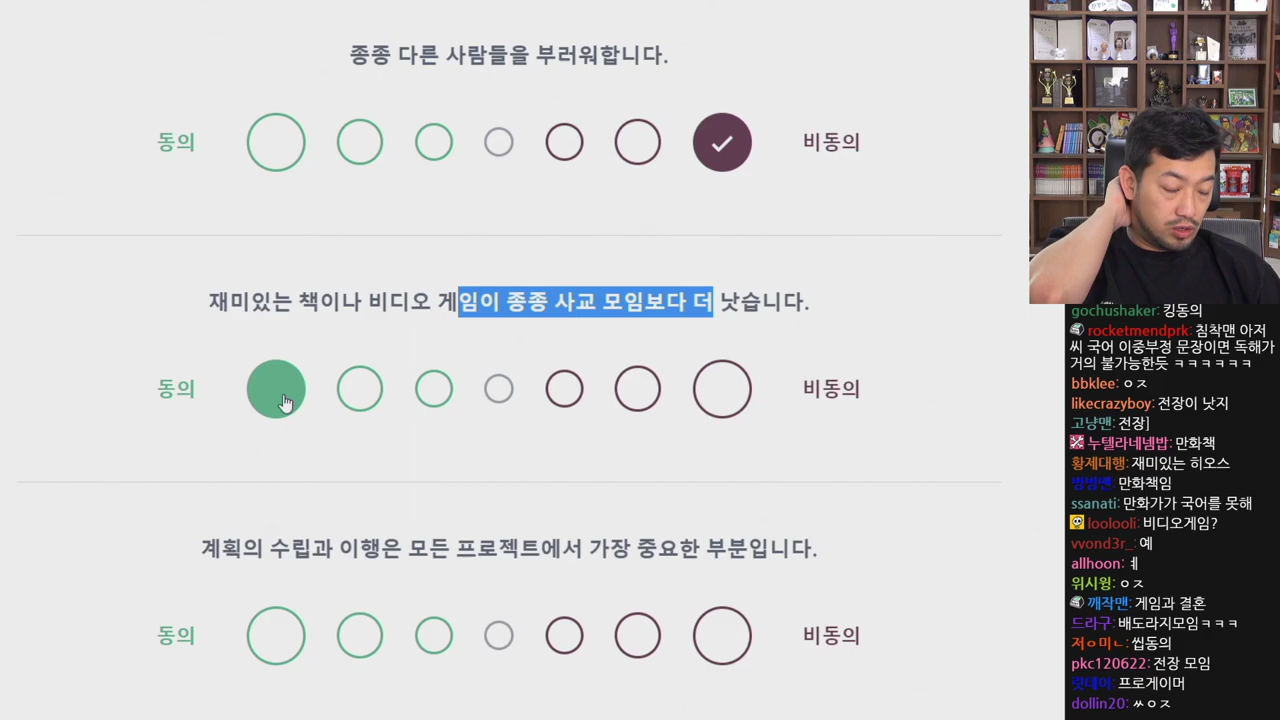 종종 다른 사람들을 부러워합니다.
동의
비동의
재미있는 책이나 비디오 게임이 종종 사교 모임보다 더 낫습니다.
동의
비동의
계획의 수립과 이행은 모든 프로젝트에서 가장 중요한 부분입니다.
동의
비동의
gochushaker: 킹동의
rocketmendprk: 침착맨 아저
씨 국어 이중부정 문장이면 독해가
거의 불가능한듯 ㅋㅋㅋㅋㅋㅋ
bbklee: ㅇㅈ
likecrazyboy: 전장이 낫지
고냥맨: 전장]
누텔라네넴밥: 만화책
황제대행: 재미있는 히오스
빙빔맨: 만화책임
ssanati: 만화가가 국어를 못해
loolooli: 비디오게임?
vvond3r_: 예
allhoon: ㅖ
위시윙: ㅇㅈ
깨작맨: 게임과 결혼
드라구: 배도라지모임ㅋㅋㅋ
저ㅇ미ㄴ: 씹동의
pkc120622: 전장 모임
릿데이: 프로게이머
dollin20: ㅆㅇㅈ